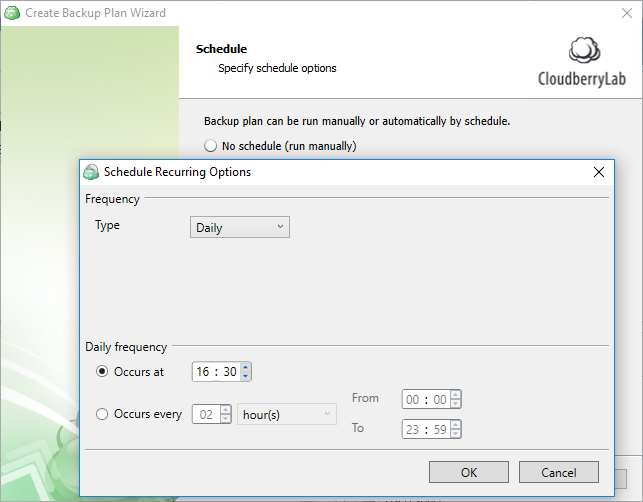 Create Backup Plan Wizard
Schedule
Specify schedule options
CloudberryLab
Backup plan can be run manually or automatically by schedule.
No schedule (run manually)
Schedule Recurring Options
Frequency
Type Daily
Daily frequency
Occurs at 16 : 30
Occurs every 02 hour(s) From 00 : 00
To 23 : 59
OK Cancel